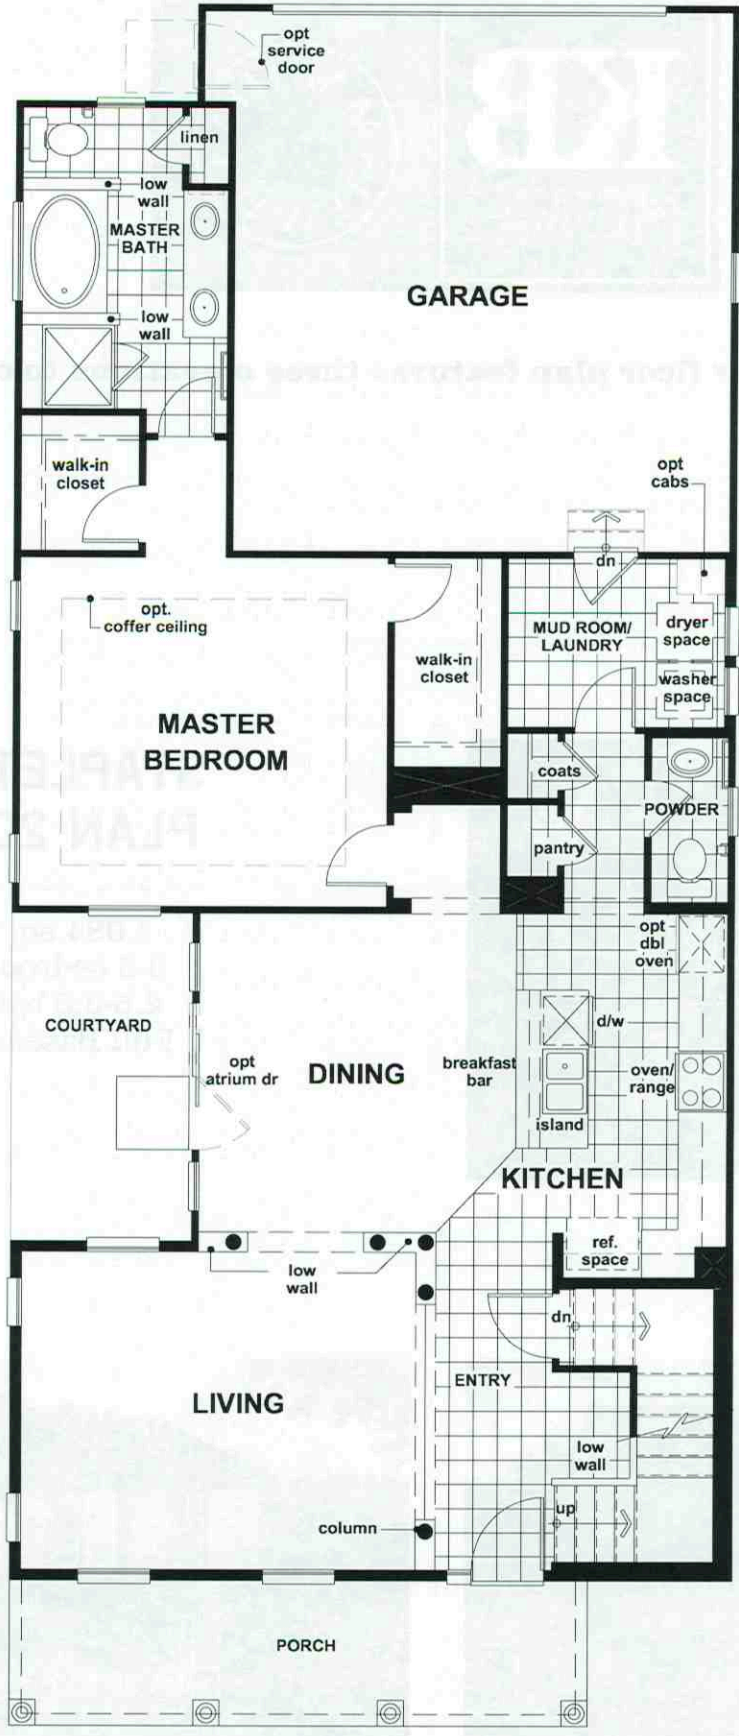 opt
service
door
linen
low
wall
MASTER
BATH
low
wall
GARAGE
walk-in
closet
opt
cabs
dn
opt.
coffer ceiling
MUD ROOM/
LAUNDRY
dryer
space
walk-in
closet
washer
space
MASTER
BEDROOM
coats
POWDER
pantry
opt
dbl
oven
COURTYARD
d/w
opt
atrium dr
DINING
breakfast
bar
oven/
range
island
KITCHEN
ref.
space
low
wall
dn
ENTRY
LIVING
low
wall
up
column
PORCH